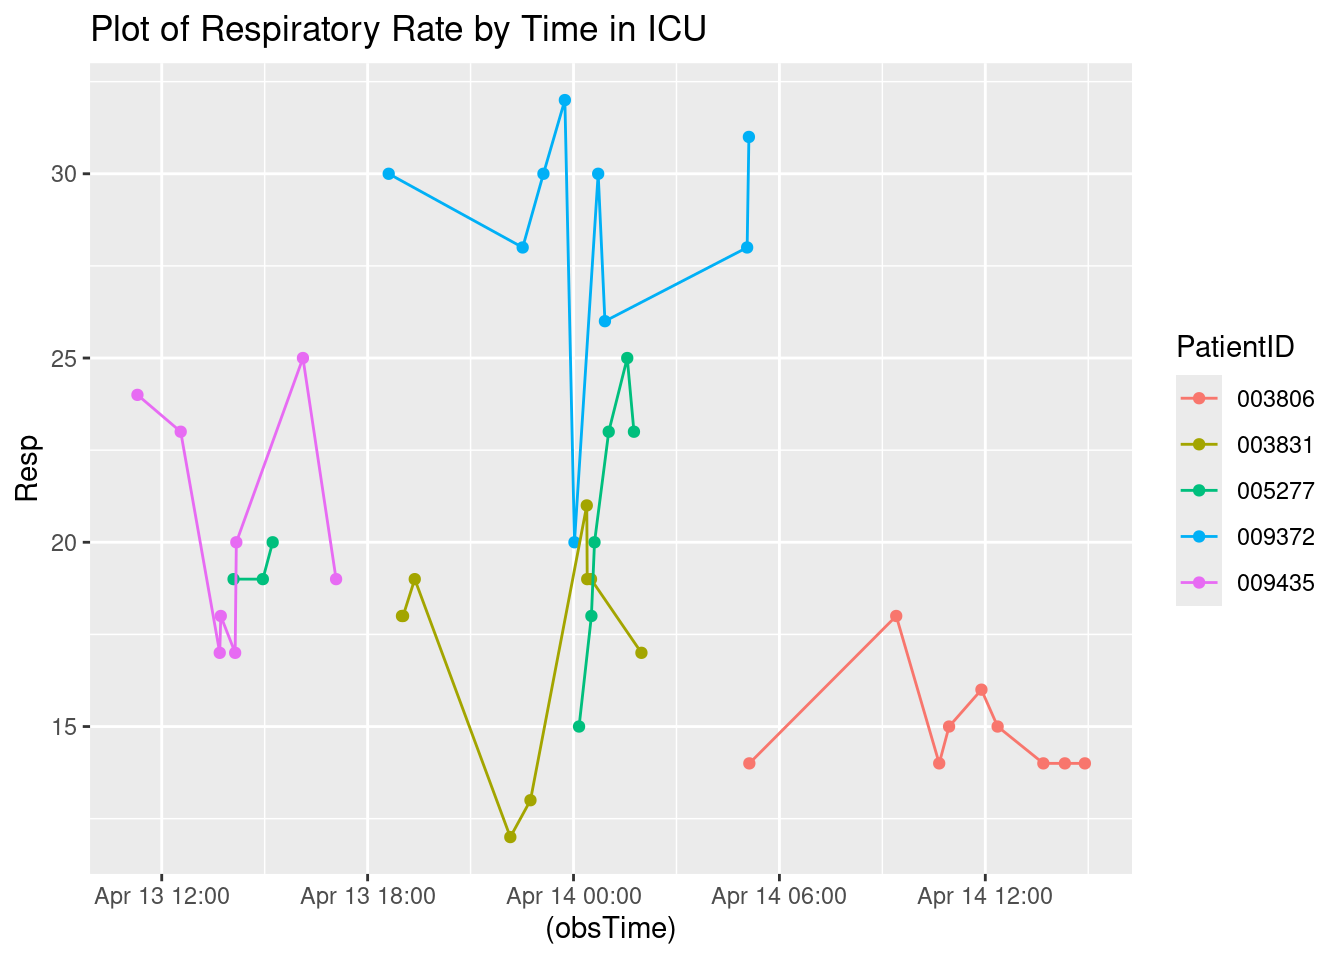 Plot of Respiratory Rate by Time in ICU
30
25
20
15
Resp
Apr 13 12:00 Apr 13 18:00 Apr 14 00:00 Apr 14 06:00 Apr 14 12:00
(obsTime)
PatientID
003806
003831
005277
009372
009435